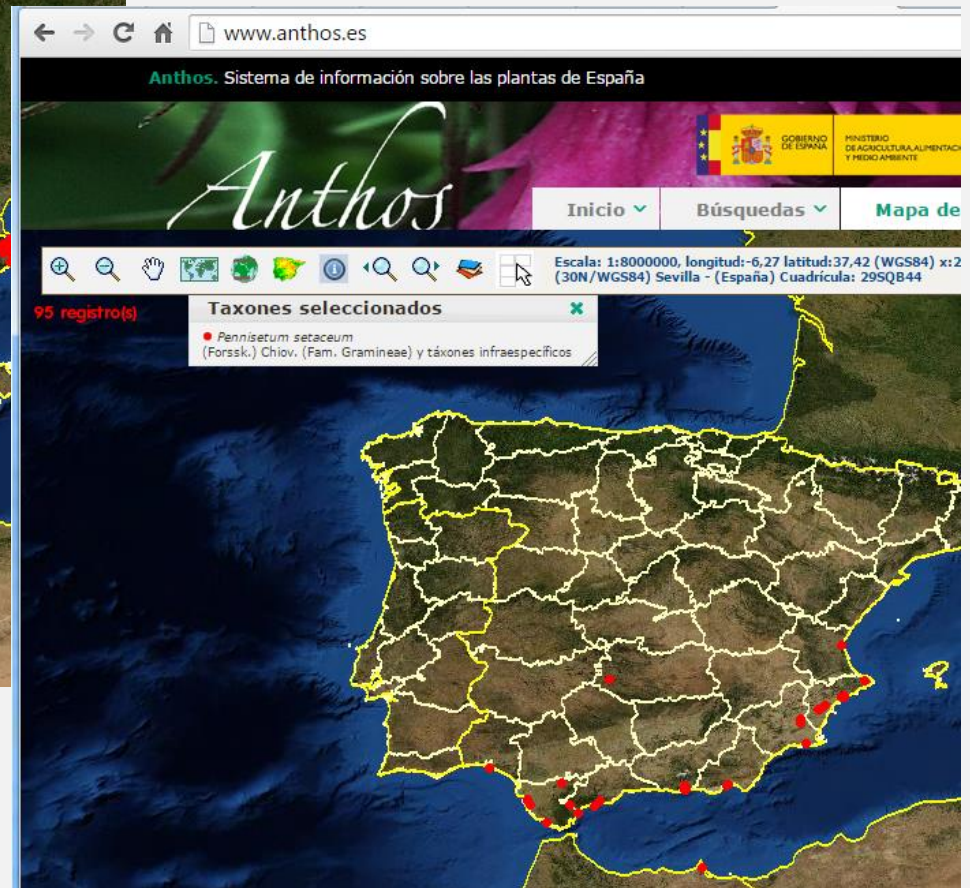 www.anthos.es
Anthos. Sistema de información sobre las plantas de España
Anthos
GOBIERNO
DE ESPAÑA
MINISTERIO
DE AGRICULTURA, ALIMENTAC
Y MEDIO AMBIENTE
Inicio
Búsquedas
Mapa de
Escala: 1:8000000, longitud:-6,27 latitud:37,42 (WGS84) x:2
(30N/WGS84) Sevilla - (España) Cuadrícula: 29SQB44
95 registro(s)
Taxones seleccionados
Pennisetum setaceum
(Forssk.) Chiov. (Fam. Gramineae) y táxones infraespecíficos